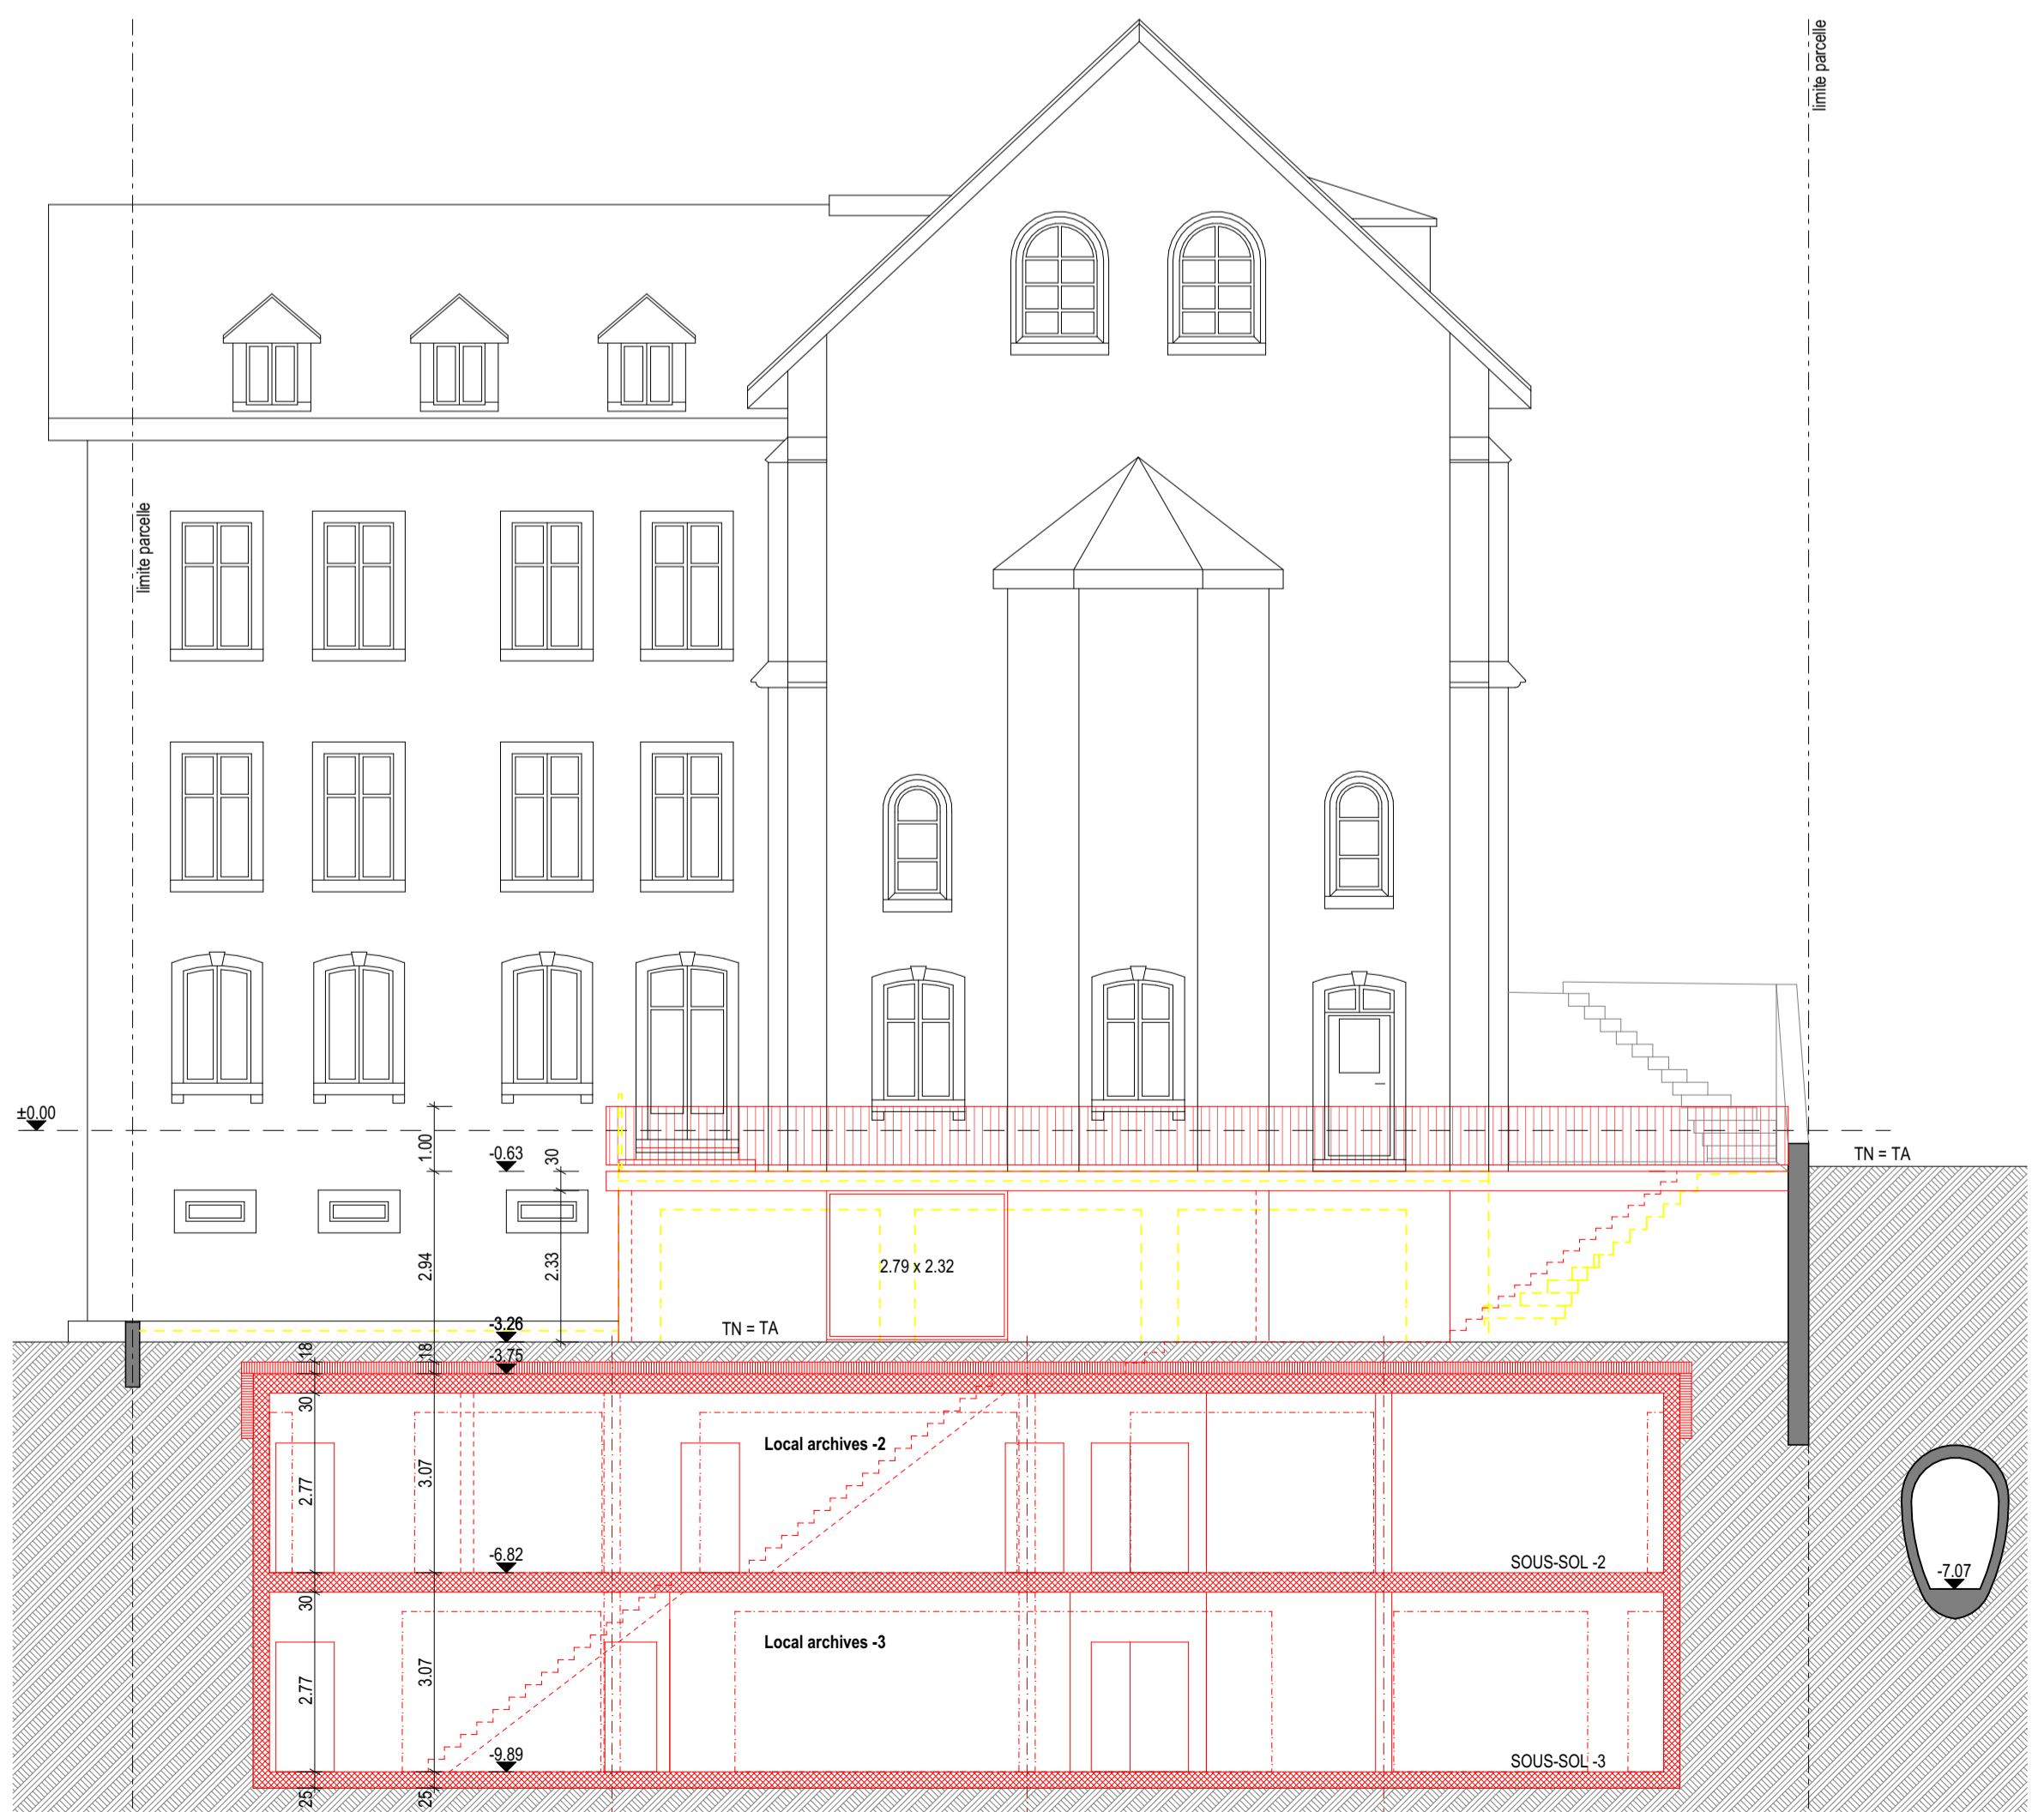 limite parcelle
limite parcelle
±0.00
1.00
-0.63
30
TN = TA
2.94
2.33
2.79 x 2.32
-3.26
TN = TA
18
18
-3.75
30
Local archives -2
2.77
3.07
-6.82
SOUS-SOL -2
-7.07
30
Local archives -3
2.77
3.07
-9.89
SOUS-SOL -3
25
25